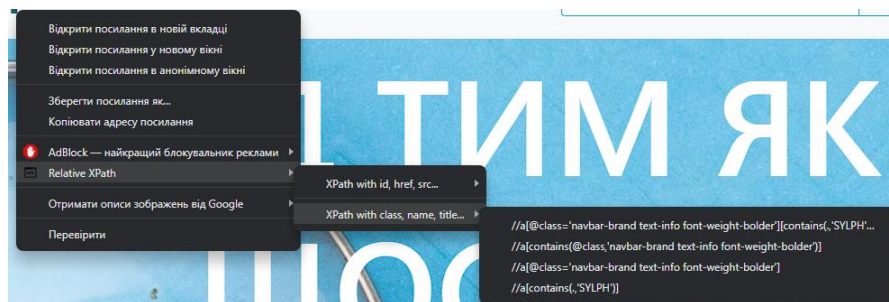 Відкрити посилання в новій вкладці
Відкрити посилання у новому вікні
Відкрити посилання в анонімному вікні
Зберегти посилання як...
Копіювати адресу посилання
AdBlock — найкращий блокувальник реклами
Relative XPath
Отримати описи зображень від Google
Перевірити
XPath with id, href, src...
XPath with class, name, title...
//a[@class='navbar-brand text-info font-weight-bolder'][contains(.,'SYLPH'...
//a[contains(@class,'navbar-brand text-info font-weight-bolder')]
//a[@class='navbar-brand text-info font-weight-bolder']
//a[contains(.,'SYLPH')]
ТИМ ЯК